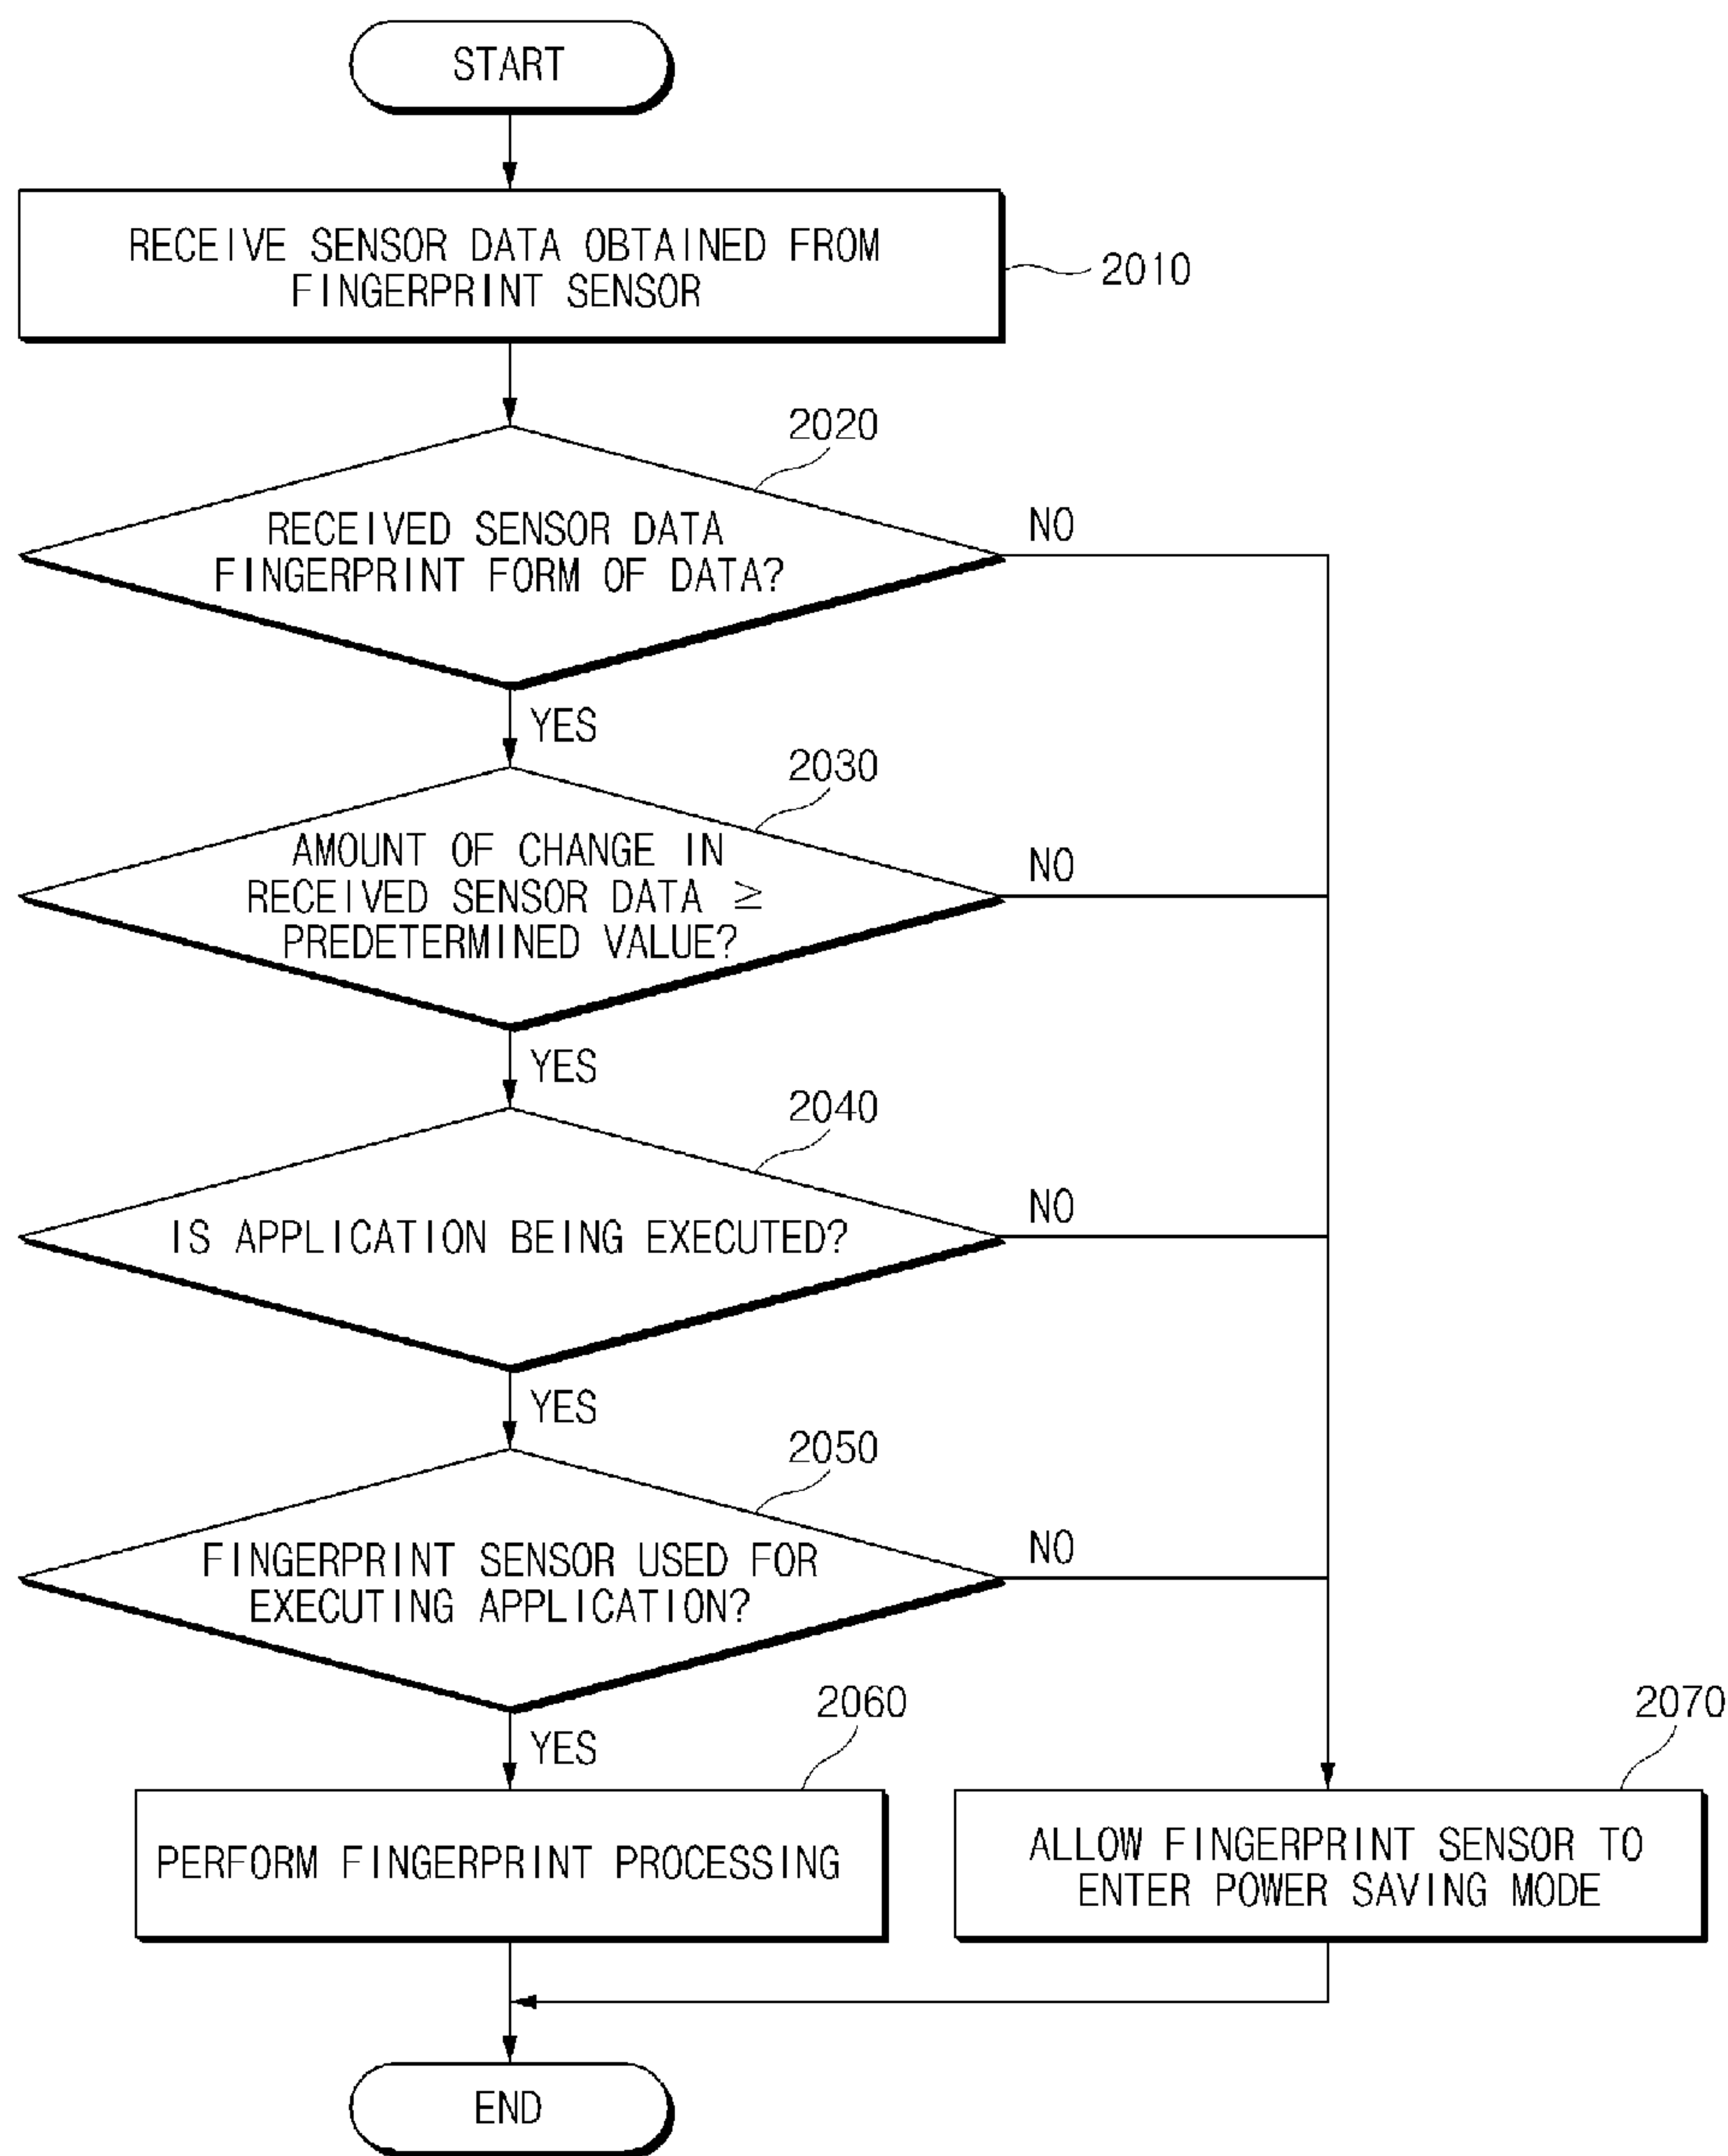 START
RECEIVE SENSOR DATA OBTAINED FROM
FINGERPRINT SENSOR
2010
2020
RECEIVED SENSOR DATA
FINGERPRINT FORM OF DATA?
NO
YES
2030
AMOUNT OF CHANGE IN
RECEIVED SENSOR DATA ≥
PREDETERMINED VALUE?
NO
YES
2040
IS APPLICATION BEING EXECUTED?
NO
YES
2050
FINGERPRINT SENSOR USED FOR
EXECUTING APPLICATION?
NO
YES
2060
PERFORM FINGERPRINT PROCESSING
2070
ALLOW FINGERPRINT SENSOR TO
ENTER POWER SAVING MODE
END